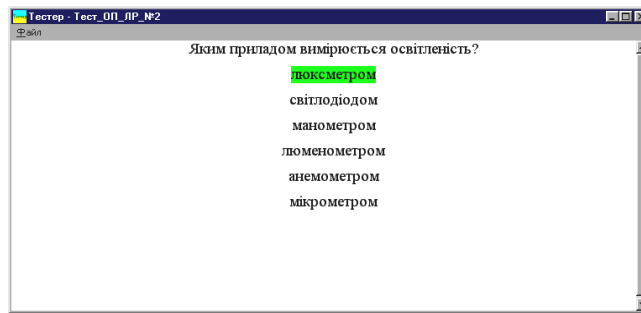 Тестер - Тест_ОП_ЛР_№2
Файл
Яким приладом вимірюється освітленість?
люксметром
світлодіодом
манометром
люменометром
анемометром
мікрометром